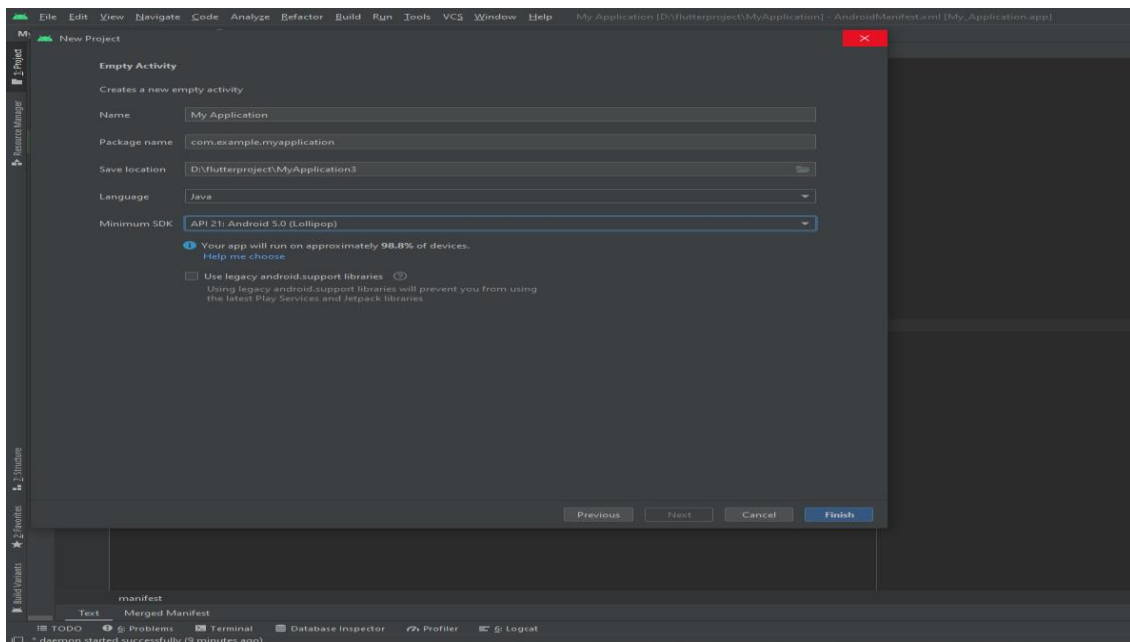 File Edit View Navigate Code Analyze Refactor Build Run Tools VCS Window Help My Application [D:\flutterproject\MyApplication] - AndroidManifest.xml [My_Application.app]
New Project
1: Project
Resource Manager
Empty Activity
Creates a new empty activity
Name My Application
Package name com.example.myapplication
Save location D:\flutterproject\MyApplication3
Language Java
Minimum SDK API 21: Android 5.0 (Lollipop)
Your app will run on approximately 98.8% of devices.
Help me choose
Use legacy android.support libraries
Using legacy android.support libraries will prevent you from using
the latest Play Services and Jetpack libraries
2: Structure
2: Favorites
Build Variants
Previous Next Cancel Finish
manifest
Text Merged Manifest
TODO 6: Problems Terminal Database Inspector Profiler 6: Logcat
* daemon started successfully (9 minutes ago)